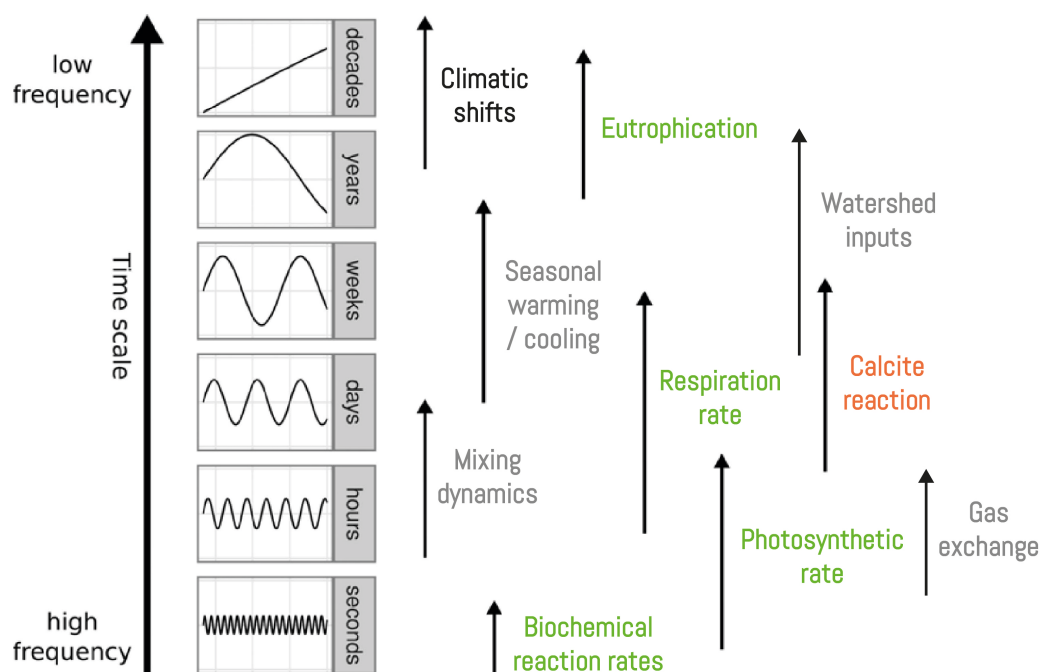 low
frequency
Time scale
high
frequency
decades
years
weeks
days
hours
seconds
Climatic
shifts
Eutrophication
Watershed
inputs
Seasonal
warming
/ cooling
Respiration
rate
Calcite
reaction
Mixing
dynamics
Photosynthetic
rate
Gas
exchange
Biochemical
reaction rates